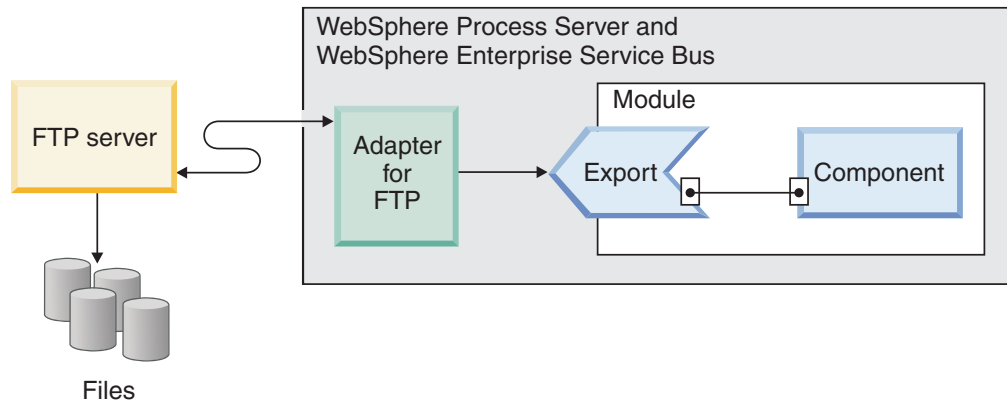 WebSphere Process Server and
WebSphere Enterprise Service Bus
Module
FTP server
Adapter
for
FTP
Export
Component
Files